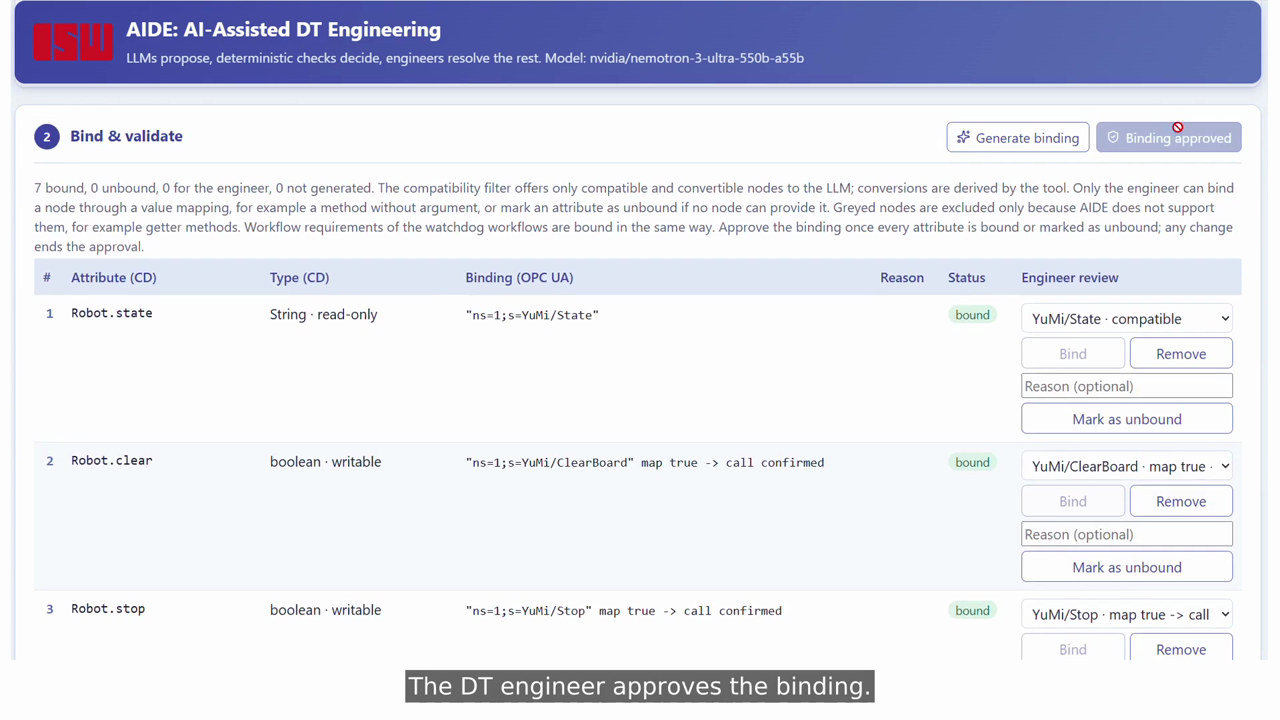 ISW
AIDE: AI-Assisted DT Engineering
LLMs propose, deterministic checks decide, engineers resolve the rest. Model: nvidia/nemotron-3-ultra-550b-a55b
2 Bind & validate
Generate binding
Binding approved
7 bound, 0 unbound, 0 for the engineer, 0 not generated. The compatibility filter offers only compatible and convertible nodes to the LLM; conversions are derived by the tool. Only the engineer can bind
a node through a value mapping, for example a method without argument, or mark an attribute as unbound if no node can provide it. Greyed nodes are excluded only because AIDE does not support
them, for example getter methods. Workflow requirements of the watchdog workflows are bound in the same way. Approve the binding once every attribute is bound or marked as unbound; any change
ends the approval.
# Attribute (CD) Type (CD) Binding (OPC UA) Reason Status Engineer review
1 Robot.state String · read-only "ns=1;s=YuMi/State" bound YuMi/State · compatible
Bind Remove
Reason (optional)
Mark as unbound
2 Robot.clear boolean · writable "ns=1;s=YuMi/ClearBoard" map true -> call confirmed bound YuMi/ClearBoard · map true ·
Bind Remove
Reason (optional)
Mark as unbound
3 Robot.stop boolean · writable "ns=1;s=YuMi/Stop" map true -> call confirmed bound YuMi/Stop · map true -> call
Bind Remove
The DT engineer approves the binding.